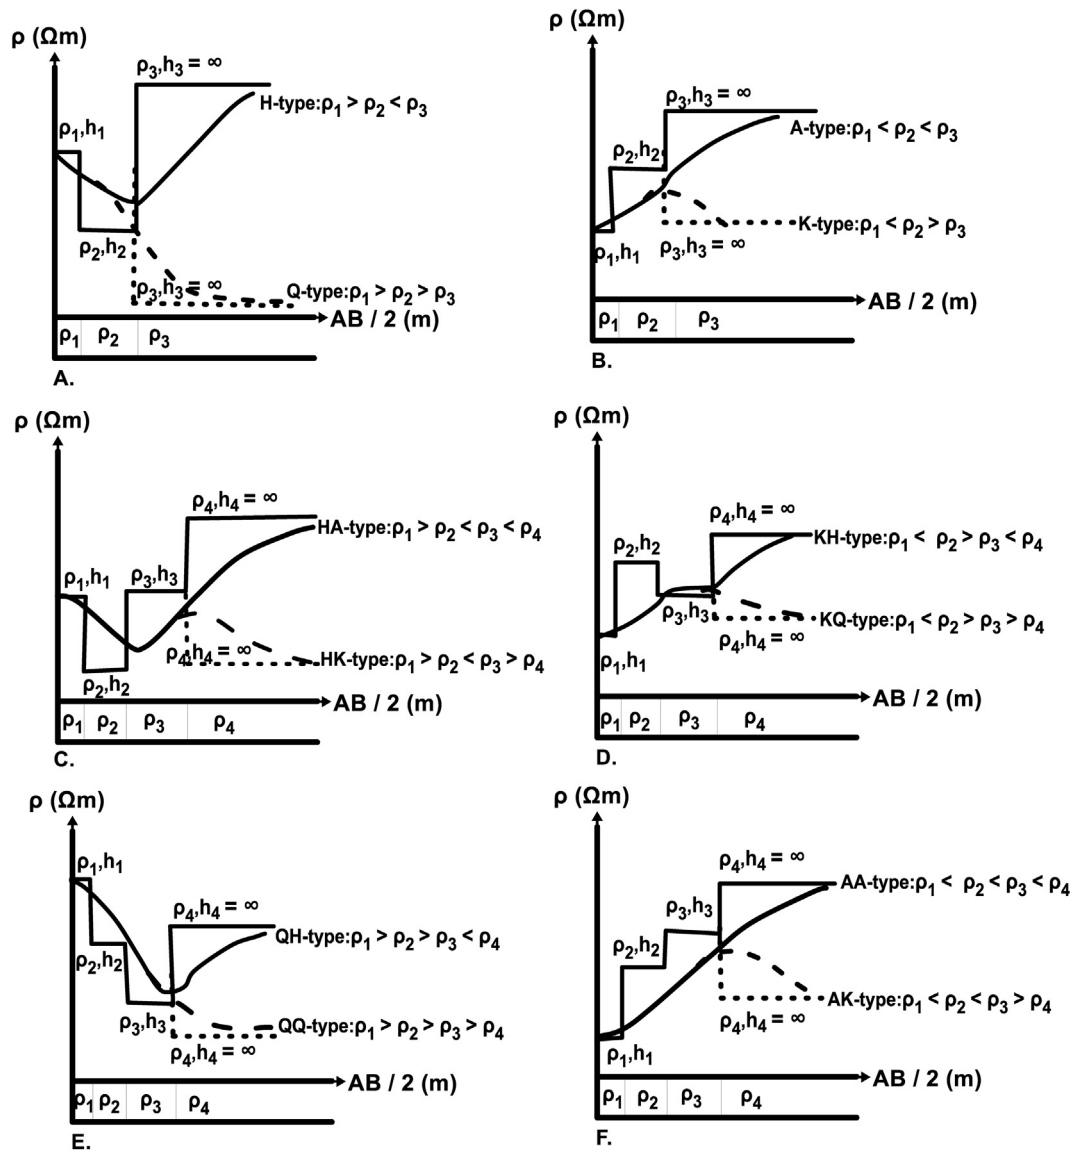 ρ (Ωm)
ρ₃,h₃ = ∞
H-type:ρ₁ > ρ₂ < ρ₃
ρ₁,h₁
ρ₂,h₂
ρ₃,h₃ = ∞
Q-type:ρ₁ > ρ₂ > ρ₃
AB / 2 (m)
ρ₁ ρ₂ ρ₃
A.
ρ (Ωm)
ρ₃,h₃ = ∞
A-type:ρ₁ < ρ₂ < ρ₃
ρ₂,h₂
K-type:ρ₁ < ρ₂ > ρ₃
ρ₁,h₁
ρ₃,h₃ = ∞
AB / 2 (m)
ρ₁ ρ₂ ρ₃
B.
ρ (Ωm)
ρ₄,h₄ = ∞
HA-type:ρ₁ > ρ₂ < ρ₃ < ρ₄
ρ₁,h₁
ρ₃,h₃
ρ₄,h₄ = ∞
HK-type:ρ₁ > ρ₂ < ρ₃ > ρ₄
ρ₂,h₂
AB / 2 (m)
ρ₁ ρ₂ ρ₃ ρ₄
C.
ρ (Ωm)
ρ₄,h₄ = ∞
KH-type:ρ₁ < ρ₂ > ρ₃ < ρ₄
ρ₂,h₂
ρ₃,h₃
KQ-type:ρ₁ < ρ₂ > ρ₃ > ρ₄
ρ₄,h₄ = ∞
ρ₁,h₁
AB / 2 (m)
ρ₁ ρ₂ ρ₃ ρ₄
D.
ρ (Ωm)
ρ₁,h₁
ρ₄,h₄ = ∞
QH-type:ρ₁ > ρ₂ > ρ₃ < ρ₄
ρ₂,h₂
ρ₃,h₃
QQ-type:ρ₁ > ρ₂ > ρ₃ > ρ₄
ρ₄,h₄ = ∞
AB / 2 (m)
ρ₁ ρ₂ ρ₃ ρ₄
E.
ρ (Ωm)
ρ₄,h₄ = ∞
AA-type:ρ₁ < ρ₂ < ρ₃ < ρ₄
ρ₃,h₃
ρ₂,h₂
AK-type:ρ₁ < ρ₂ < ρ₃ > ρ₄
ρ₄,h₄ = ∞
ρ₁,h₁
AB / 2 (m)
ρ₁ ρ₂ ρ₃ ρ₄
F.